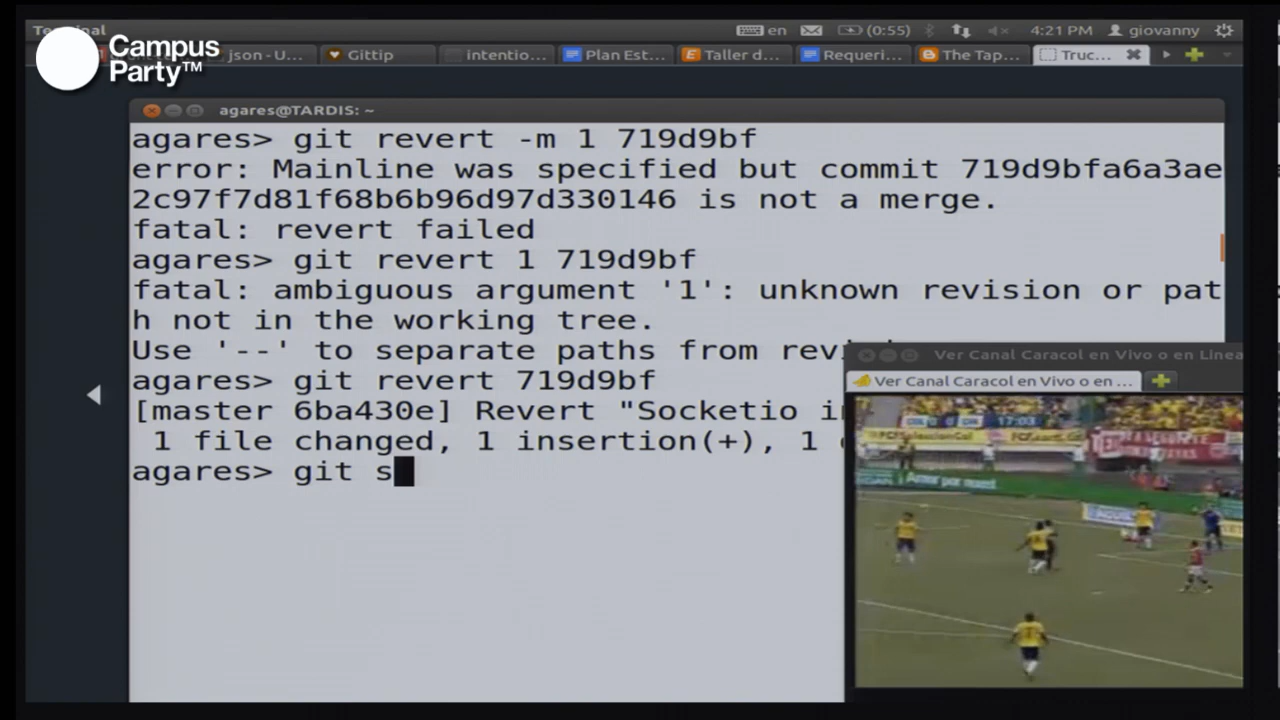 Terminal
en
(0:55)
4:21 PM
giovanny
Campus
Party™
json - U...
Gittip
intentio...
Plan Est...
Taller d...
Requeri...
The Tap...
Truc...
agares@TARDIS: ~
agares> git revert -m 1 719d9bf
error: Mainline was specified but commit 719d9bfa6a3ae
2c97f7d81f68b6b96d97d330146 is not a merge.
fatal: revert failed
agares> git revert 1 719d9bf
fatal: ambiguous argument '1': unknown revision or pat
h not in the working tree.
Use '--' to separate paths from revi
agares> git revert 719d9bf
[master 6ba430e] Revert "Socketio i
1 file changed, 1 insertion(+), 1
agares> git s
Ver Canal Caracol en Vivo o en Linea
Ver Canal Caracol en Vivo o en ...
17:03